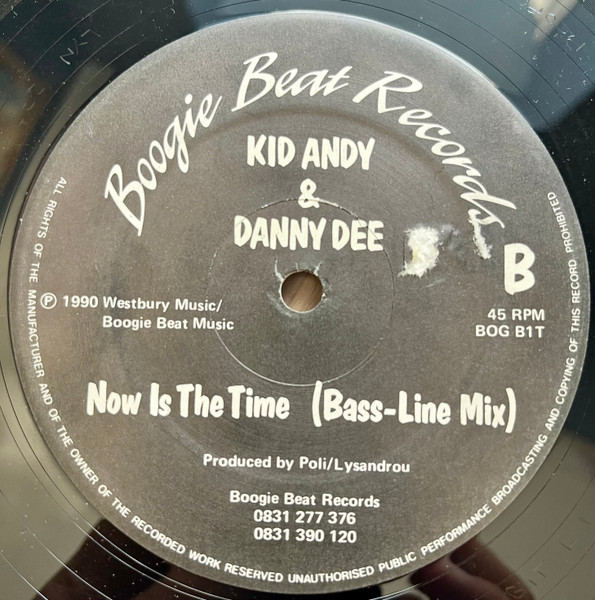 Boogie Beat Records
KID ANDY
&
DANNY DEE
B
℗ 1990 Westbury Music/
Boogie Beat Music
45 RPM
BOG B1T
Now Is The Time (Bass-Line Mix)
Produced by Poli/Lysandrou
Boogie Beat Records
0831 277 376
0831 390 120
ALL RIGHTS OF THE MANUFACTURER AND OF THE OWNER OF THE RECORDED WORK RESERVED UNAUTHORISED PUBLIC PERFORMANCE BROADCASTING AND COPYING OF THIS RECORD PROHIBITED